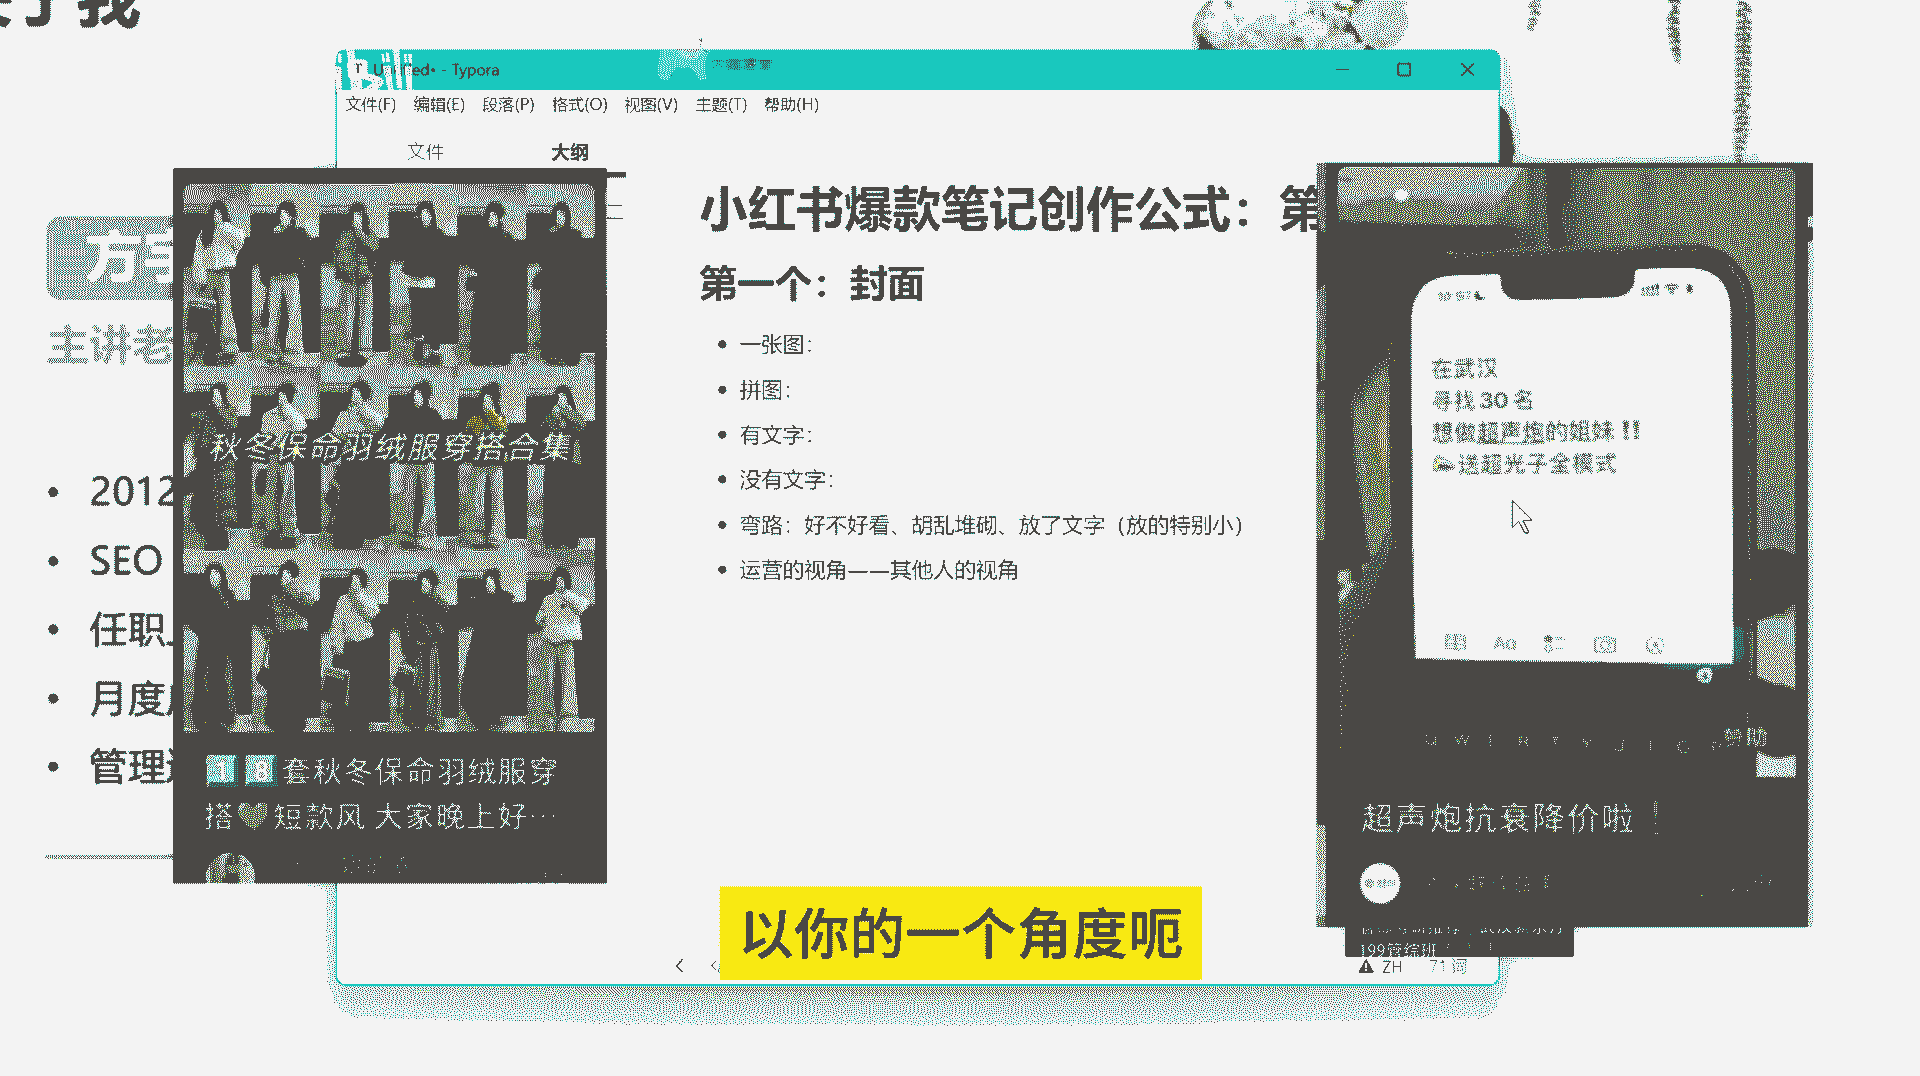 关于我
Untitled• - Typora
文件(F) 编辑(E) 段落(P) 格式(O) 视图(V) 主题(T) 帮助(H)
文件 大纲
小红书爆款笔记创作公式：第
第一个：封面
一张图：
拼图：
有文字：
没有文字：
弯路：好不好看、胡乱堆砌、放了文字（放的特别小）
运营的视角——其他人的视角
主讲老
2012
SEO
任职
月度
管理
秋冬保命羽绒服穿搭合集
18套秋冬保命羽绒服穿
搭🤎短款风 大家晚上好…
在武汉
寻找 30 名
想做超声炮的姐妹 !!
送超光子全模式
Aa
赞助
超声炮抗衰降价啦！
199管综班
ZH 71 词
以你的一个角度呃